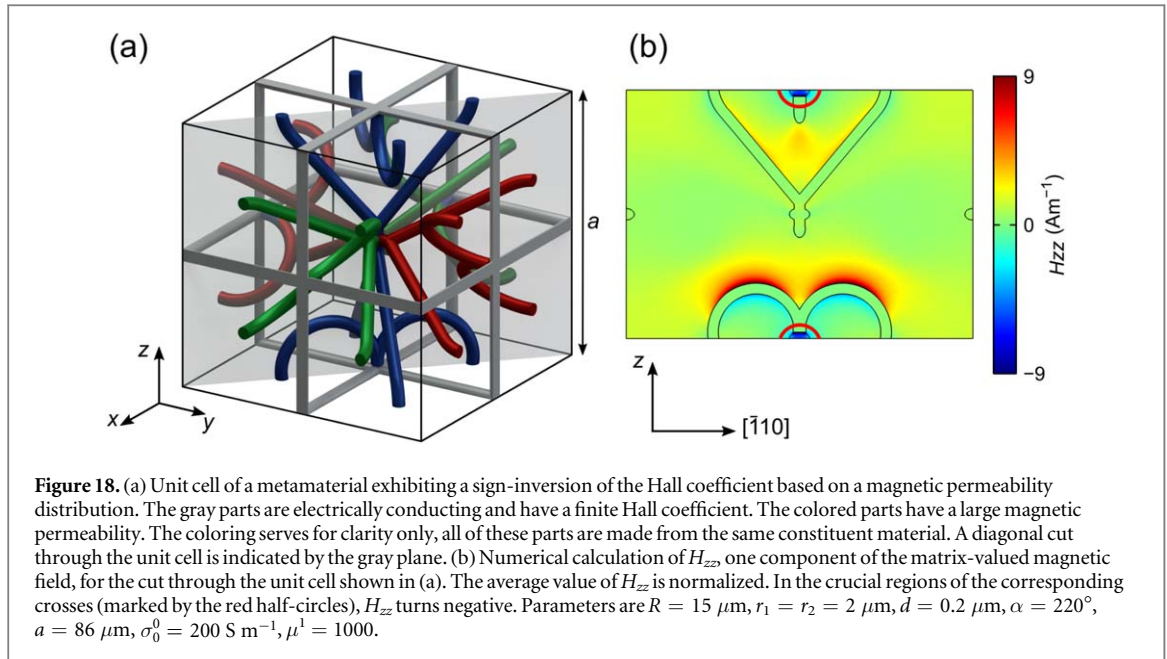 (a)
(b)
a
z
x
y
z
[1̄10]
9
0
−9
Hzz (Am⁻¹)
Figure 18. (a) Unit cell of a metamaterial exhibiting a sign-inversion of the Hall coefficient based on a magnetic permeability
distribution. The gray parts are electrically conducting and have a finite Hall coefficient. The colored parts have a large magnetic
permeability. The coloring serves for clarity only, all of these parts are made from the same constituent material. A diagonal cut
through the unit cell is indicated by the gray plane. (b) Numerical calculation of H_zz, one component of the matrix-valued magnetic
field, for the cut through the unit cell shown in (a). The average value of H_zz is normalized. In the crucial regions of the corresponding
crosses (marked by the red half-circles), H_zz turns negative. Parameters are R = 15 μm, r₁ = r₂ = 2 μm, d = 0.2 μm, α = 220°,
a = 86 μm, σ₀⁰ = 200 S m⁻¹, μ¹ = 1000.